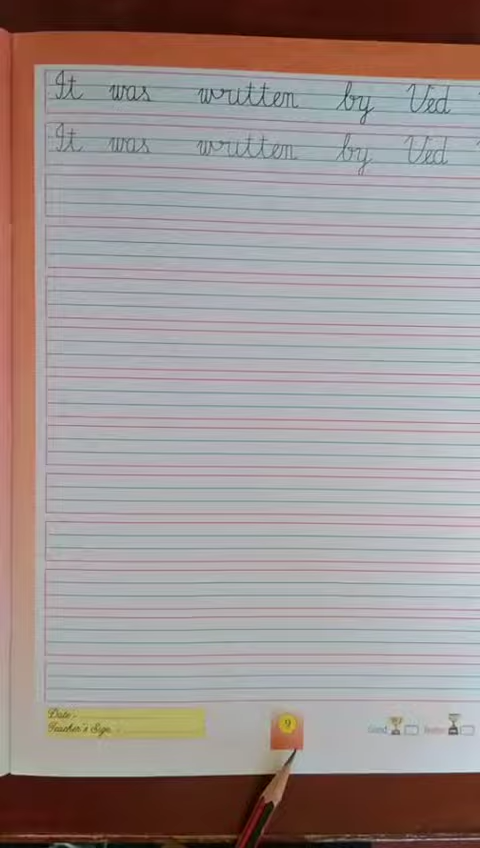 It was written by Ved
It was written by Ved
Date:-
Teacher's Sign. :-
9
Good Better